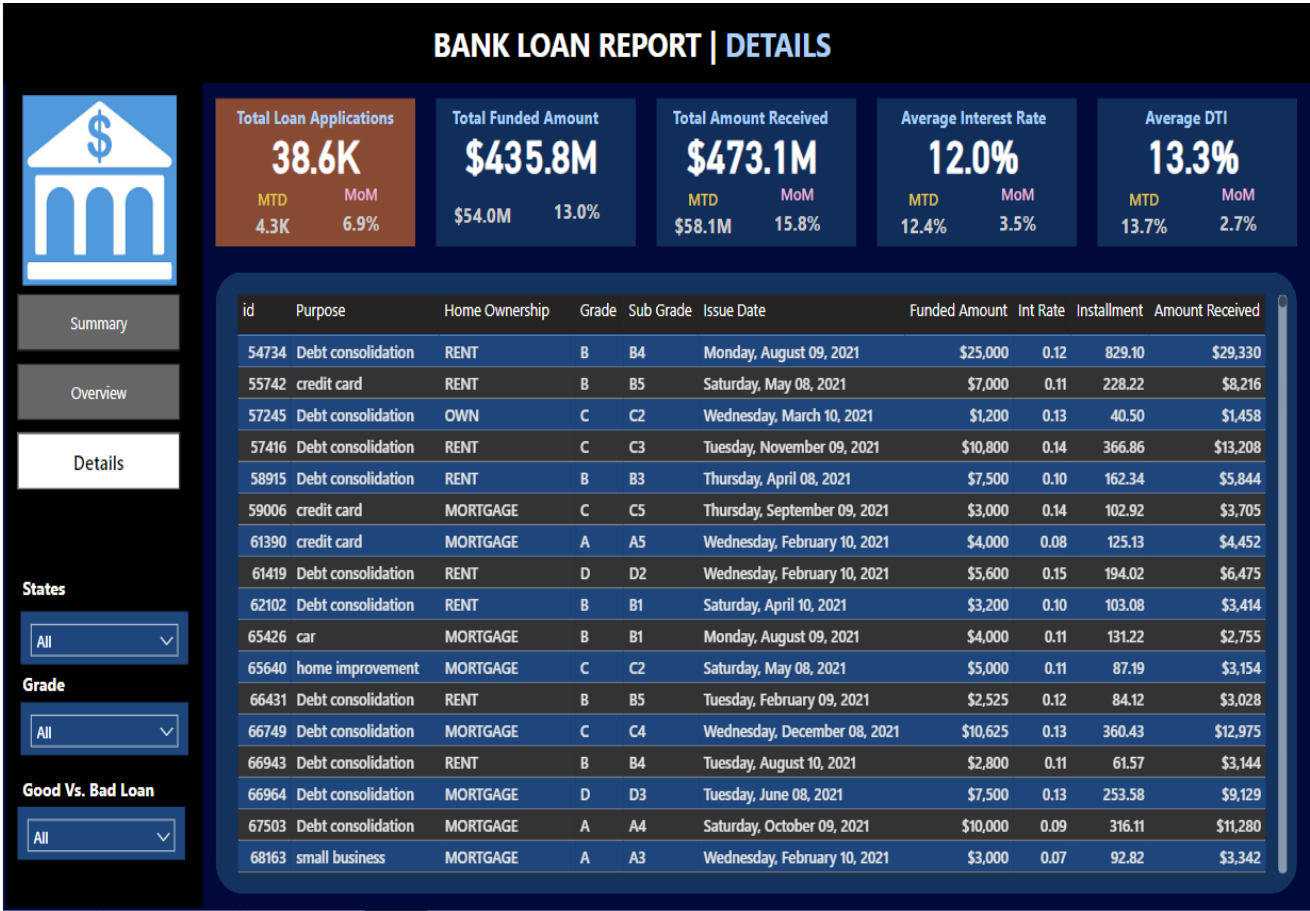 BANK LOAN REPORT | DETAILS
$
Total Loan Applications
38.6K
MTD MoM
4.3K 6.9%
Total Funded Amount
$435.8M
$54.0M 13.0%
Total Amount Received
$473.1M
MTD MoM
$58.1M 15.8%
Average Interest Rate
12.0%
MTD MoM
12.4% 3.5%
Average DTI
13.3%
MTD MoM
13.7% 2.7%
Summary
Overview
Details
States
All
Grade
All
Good Vs. Bad Loan
All
id Purpose Home Ownership Grade Sub Grade Issue Date Funded Amount Int Rate Installment Amount Received
54734 Debt consolidation RENT B B4 Monday, August 09, 2021 $25,000 0.12 829.10 $29,330
55742 credit card RENT B B5 Saturday, May 08, 2021 $7,000 0.11 228.22 $8,216
57245 Debt consolidation OWN C C2 Wednesday, March 10, 2021 $1,200 0.13 40.50 $1,458
57416 Debt consolidation RENT C C3 Tuesday, November 09, 2021 $10,800 0.14 366.86 $13,208
58915 Debt consolidation RENT B B3 Thursday, April 08, 2021 $7,500 0.10 162.34 $5,844
59006 credit card MORTGAGE C C5 Thursday, September 09, 2021 $3,000 0.14 102.92 $3,705
61390 credit card MORTGAGE A A5 Wednesday, February 10, 2021 $4,000 0.08 125.13 $4,452
61419 Debt consolidation RENT D D2 Wednesday, February 10, 2021 $5,600 0.15 194.02 $6,475
62102 Debt consolidation RENT B B1 Saturday, April 10, 2021 $3,200 0.10 103.08 $3,414
65426 car MORTGAGE B B1 Monday, August 09, 2021 $4,000 0.11 131.22 $2,755
65640 home improvement MORTGAGE C C2 Saturday, May 08, 2021 $5,000 0.11 87.19 $3,154
66431 Debt consolidation RENT B B5 Tuesday, February 09, 2021 $2,525 0.12 84.12 $3,028
66749 Debt consolidation MORTGAGE C C4 Wednesday, December 08, 2021 $10,625 0.13 360.43 $12,975
66943 Debt consolidation RENT B B4 Tuesday, August 10, 2021 $2,800 0.11 61.57 $3,144
66964 Debt consolidation MORTGAGE D D3 Tuesday, June 08, 2021 $7,500 0.13 253.58 $9,129
67503 Debt consolidation MORTGAGE A A4 Saturday, October 09, 2021 $10,000 0.09 316.11 $11,280
68163 small business MORTGAGE A A3 Wednesday, February 10, 2021 $3,000 0.07 92.82 $3,342